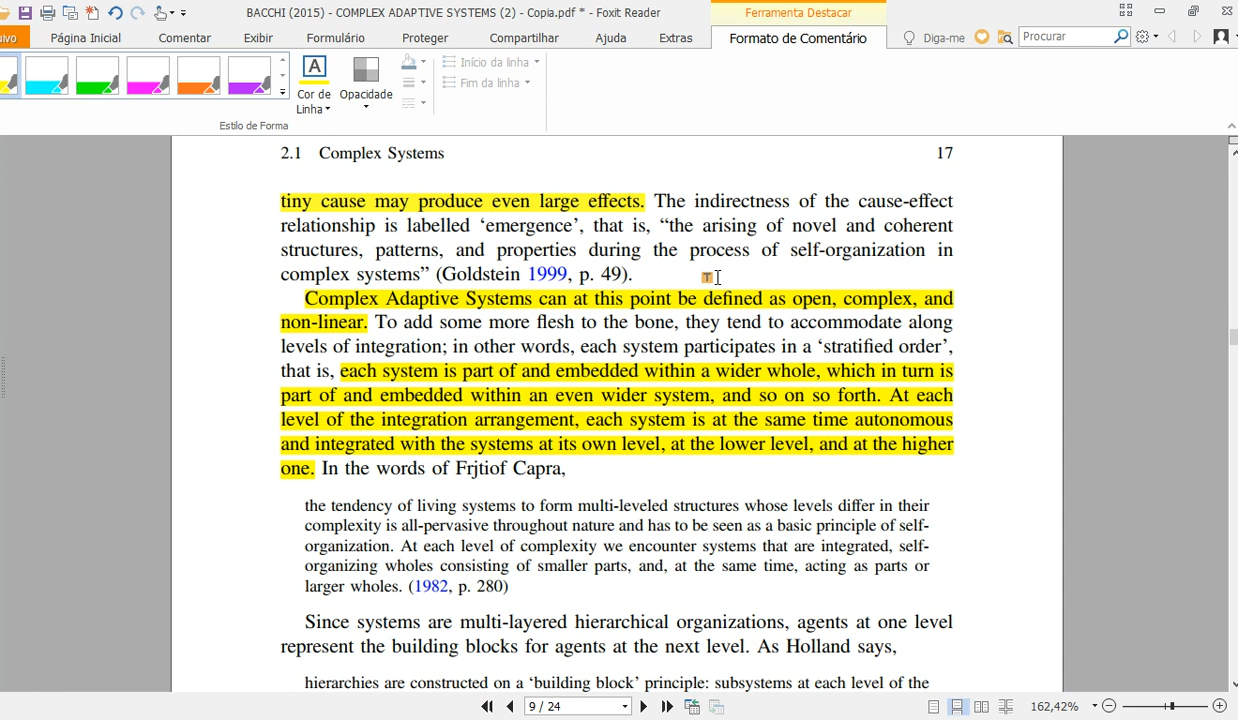 BACCHI (2015) - COMPLEX ADAPTIVE SYSTEMS (2) - Copia.pdf * - Foxit Reader
Ferramenta Destacar
ivo Página Inicial Comentar Exibir Formulário Proteger Compartilhar Ajuda Extras Formato de Comentário Diga-me Procurar
Cor de Linha
Opacidade
Início da linha
Fim da linha
Estilo de Forma
2.1 Complex Systems 17
tiny cause may produce even large effects. The indirectness of the cause-effect
relationship is labelled ‘emergence’, that is, “the arising of novel and coherent
structures, patterns, and properties during the process of self-organization in
complex systems” (Goldstein 1999, p. 49).
T
Complex Adaptive Systems can at this point be defined as open, complex, and
non-linear. To add some more flesh to the bone, they tend to accommodate along
levels of integration; in other words, each system participates in a ‘stratified order’,
that is, each system is part of and embedded within a wider whole, which in turn is
part of and embedded within an even wider system, and so on so forth. At each
level of the integration arrangement, each system is at the same time autonomous
and integrated with the systems at its own level, at the lower level, and at the higher
one. In the words of Frjtiof Capra,
the tendency of living systems to form multi-leveled structures whose levels differ in their
complexity is all-pervasive throughout nature and has to be seen as a basic principle of self-
organization. At each level of complexity we encounter systems that are integrated, self-
organizing wholes consisting of smaller parts, and, at the same time, acting as parts or
larger wholes. (1982, p. 280)
Since systems are multi-layered hierarchical organizations, agents at one level
represent the building blocks for agents at the next level. As Holland says,
hierarchies are constructed on a ‘building block’ principle: subsystems at each level of the
9 / 24
162,42%